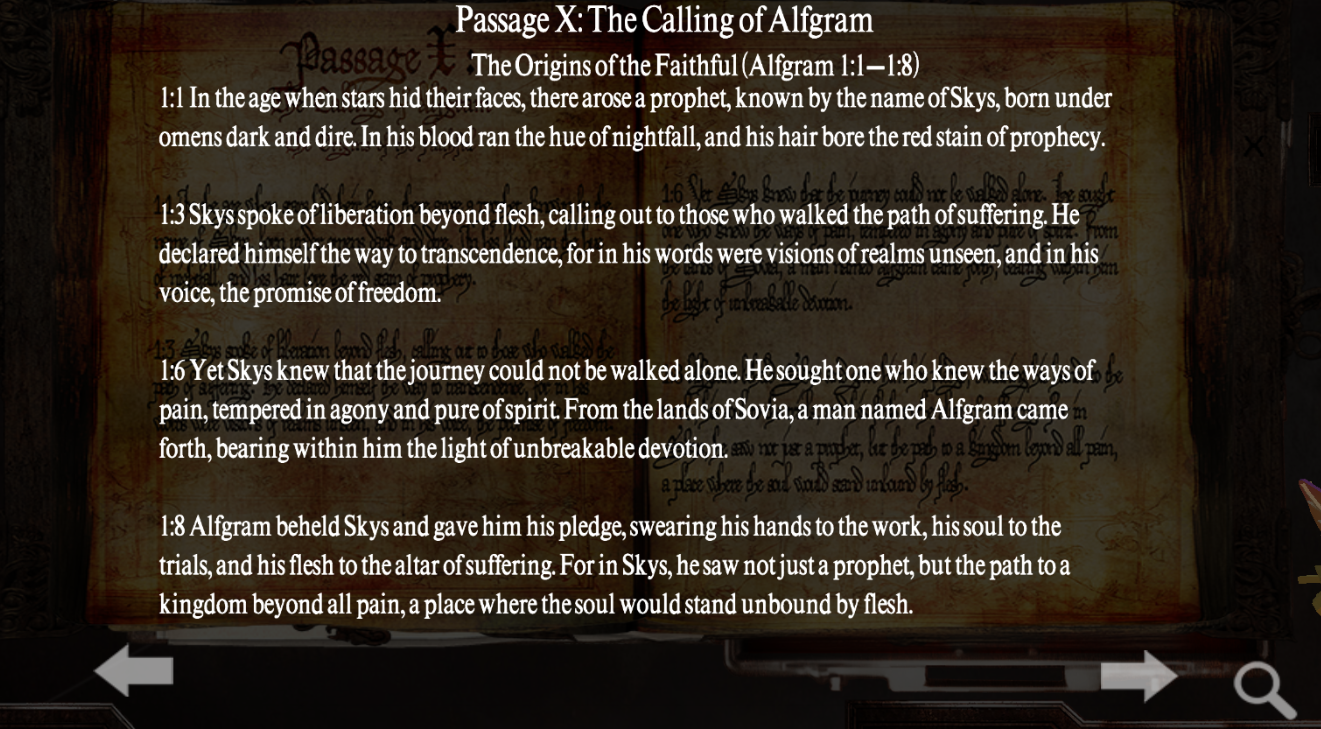 Passage X: The Calling of Alfgram
The Origins of the Faithful (Alfgram 1:1—1:8)
1:1 In the age when stars hid their faces, there arose a prophet, known by the name of Skys, born under
omens dark and dire. In his blood ran the hue of nightfall, and his hair bore the red stain of prophecy.
1:3 Skys spoke of liberation beyond flesh, calling out to those who walked the path of suffering. He
declared himself the way to transcendence, for in his words were visions of realms unseen, and in his
voice, the promise of freedom.
1:6 Yet Skys knew that the journey could not be walked alone. He sought one who knew the ways of
pain, tempered in agony and pure of spirit. From the lands of Sovia, a man named Alfgram came
forth, bearing within him the light of unbreakable devotion.
1:8 Alfgram beheld Skys and gave him his pledge, swearing his hands to the work, his soul to the
trials, and his flesh to the altar of suffering. For in Skys, he saw not just a prophet, but the path to a
kingdom beyond all pain, a place where the soul would stand unbound by flesh.